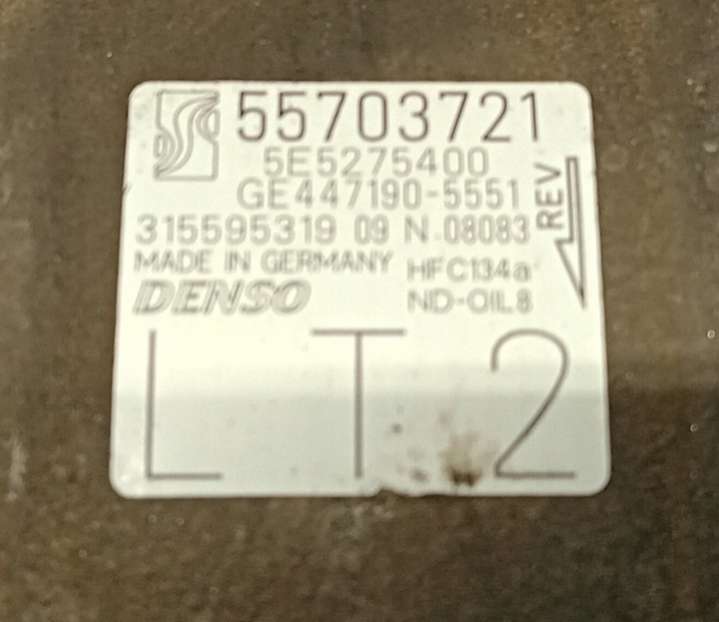 55703721
5E5275400
GE447190-5551
REV
315595319 09 N 08083
MADE IN GERMANY HFC134a
DENSO ND-OIL8
LT2